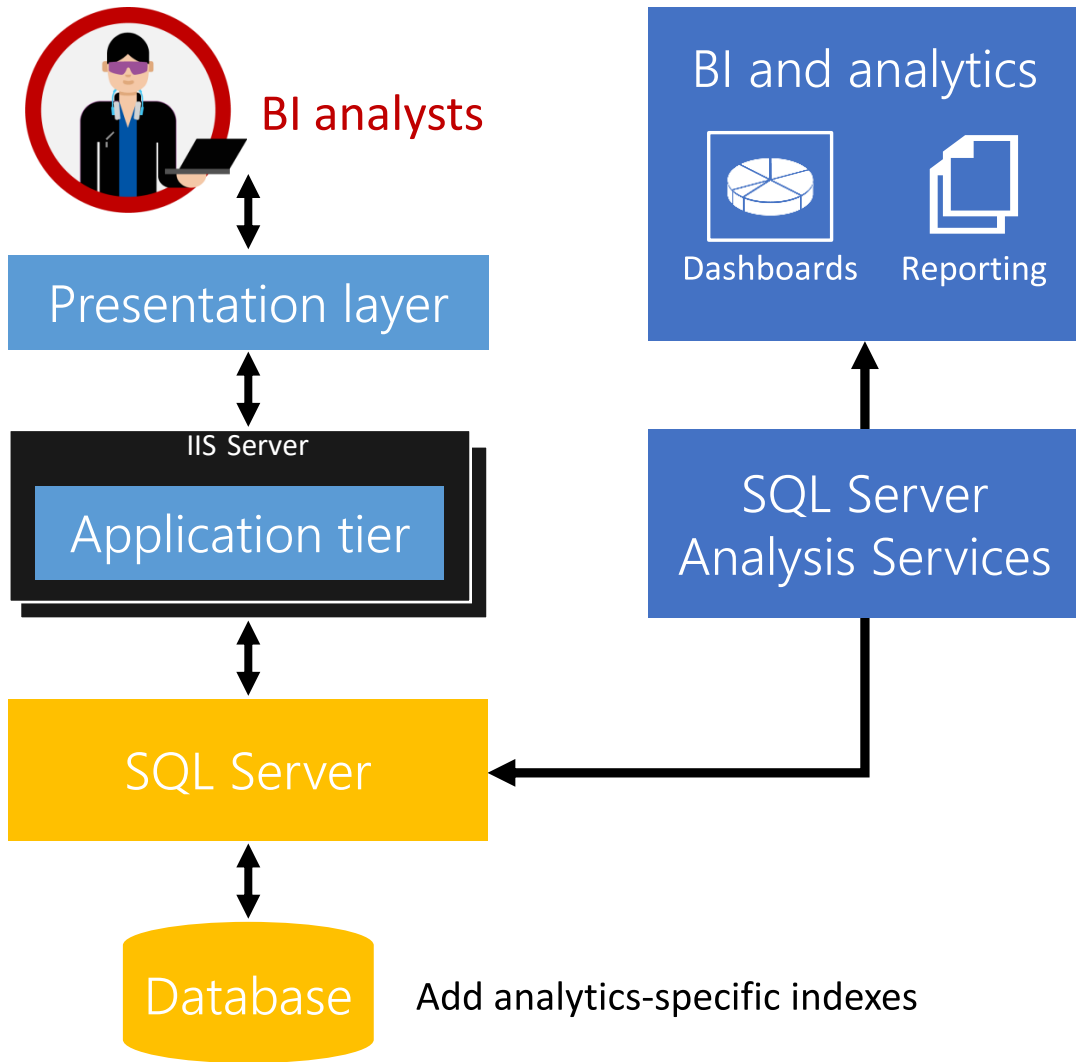 BI analysts
Presentation layer
IIS Server
Application tier
SQL Server
Database
Add analytics-specific indexes
BI and analytics
Dashboards
Reporting
SQL Server
Analysis Services